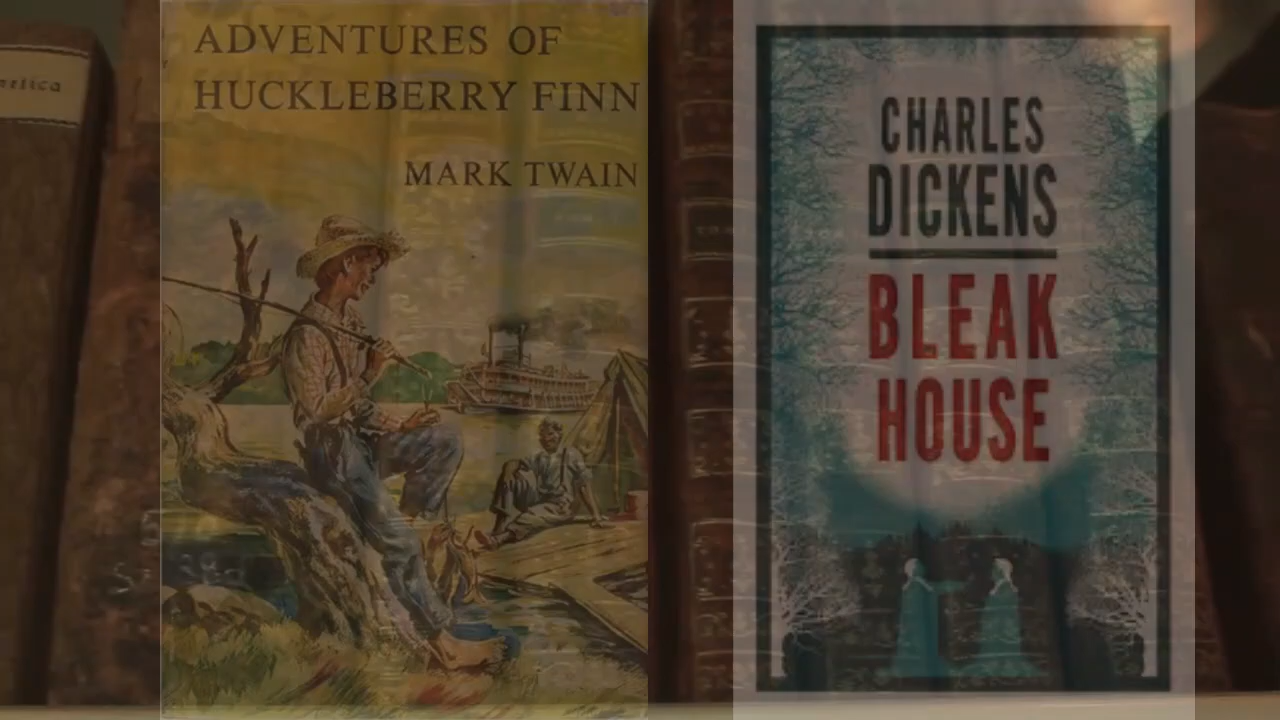 ADVENTURES OF
HUCKLEBERRY FINN
MARK TWAIN
CHARLES
DICKENS
BLEAK
HOUSE